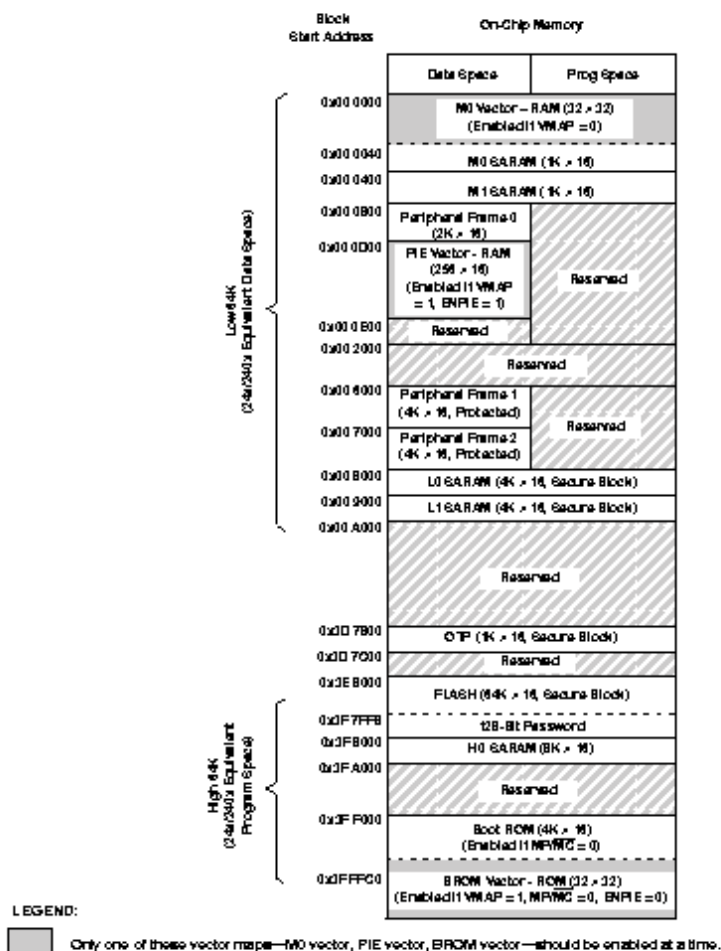 Block
Start Address
On-Chip Memory
Data Space
Prog Space
0x00 0000
M0 Vector – RAM (32 × 32)
(Enabled if VMAP = 0)
0x00 0040
M0 SARAM (1K × 16)
0x00 0400
M1 SARAM (1K × 16)
0x00 0800
Peripheral Frame 0
(2K × 16)
0x00 0D00
PIE Vector - RAM
(256 × 16)
(Enabled if VMAP
= 1, ENPIE = 1)
Reserved
0x00 0E00
Reserved
0x00 2000
Reserved
0x00 6000
Peripheral Frame 1
(4K × 16, Protected)
Reserved
0x00 7000
Peripheral Frame 2
(4K × 16, Protected)
0x00 8000
L0 SARAM (4K × 16, Secure Block)
0x00 9000
L1 SARAM (4K × 16, Secure Block)
0x00 A000
Reserved
Low 64K
(24x/240x Equivalent Data Space)
0x3D 7800
OTP (1K × 16, Secure Block)
0x3D 7C00
Reserved
0x3E 8000
FLASH (64K × 16, Secure Block)
0x3F 7FF8
128-Bit Password
0x3F 8000
H0 SARAM (8K × 16)
0x3F A000
Reserved
0x3F F000
Boot ROM (4K × 16)
(Enabled if MP/MC = 0)
0x3F FFC0
BROM Vector - ROM (32 × 32)
(Enabled if VMAP = 1, MP/MC = 0, ENPIE = 0)
High 64K
(24x/240x Equivalent
Program Space)
LEGEND:
Only one of these vector maps—M0 vector, PIE vector, BROM vector—should be enabled at a time.